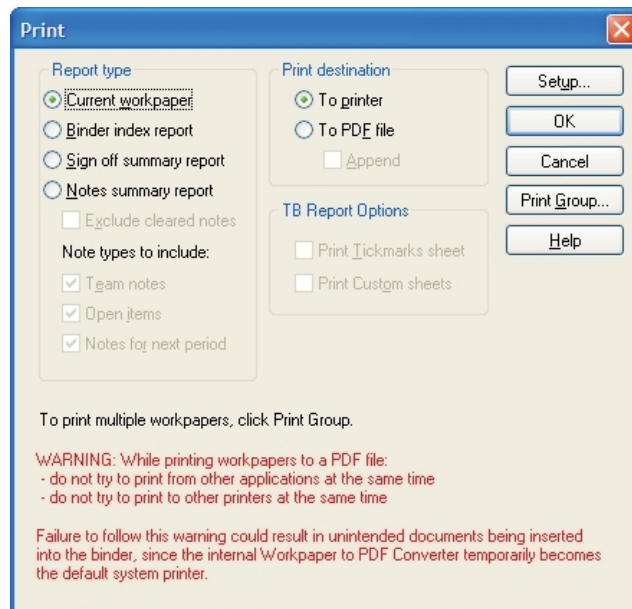 Print
Report type
Current workpaper
Binder index report
Sign off summary report
Notes summary report
Exclude cleared notes
Note types to include:
Team notes
Open items
Notes for next period
Print destination
To printer
To PDF file
Append
TB Report Options
Print Tickmarks sheet
Print Custom sheets
Setup...
OK
Cancel
Print Group...
Help
To print multiple workpapers, click Print Group.
WARNING: While printing workpapers to a PDF file:
- do not try to print from other applications at the same time
- do not try to print to other printers at the same time
Failure to follow this warning could result in unintended documents being inserted
into the binder, since the internal Workpaper to PDF Converter temporarily becomes
the default system printer.